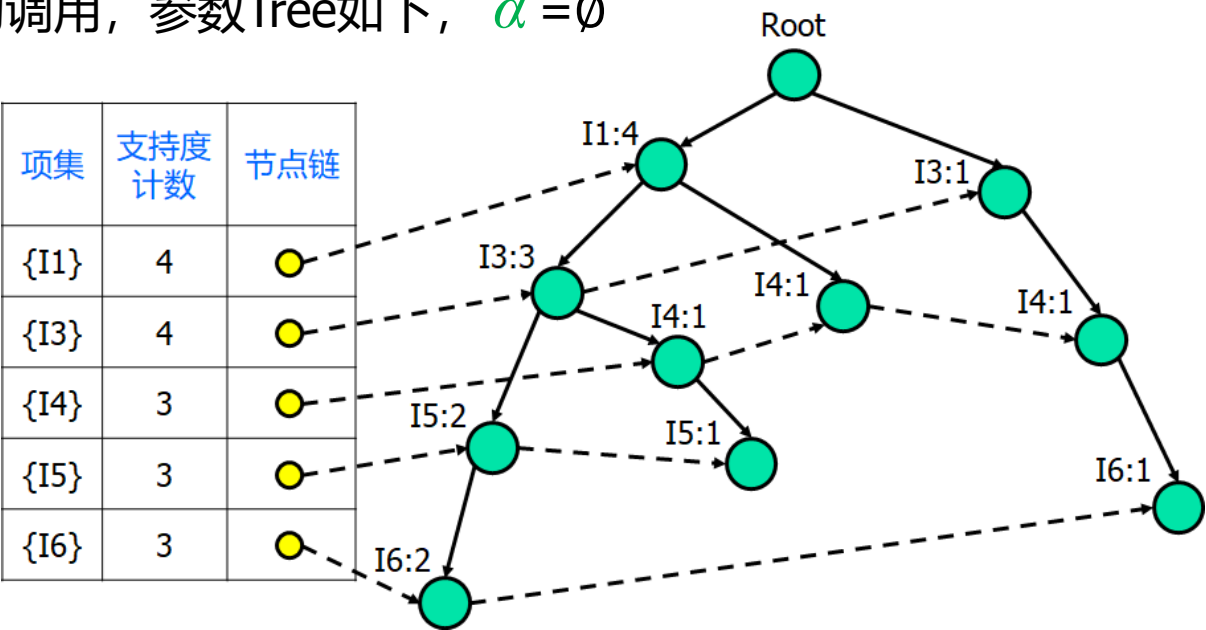 调用，参数Tree如下， α =∅
Root
项集 支持度计数 节点链
{I1} 4
{I3} 4
{I4} 3
{I5} 3
{I6} 3
I1:4
I3:1
I3:3
I4:1
I4:1
I4:1
I5:2
I5:1
I6:1
I6:2